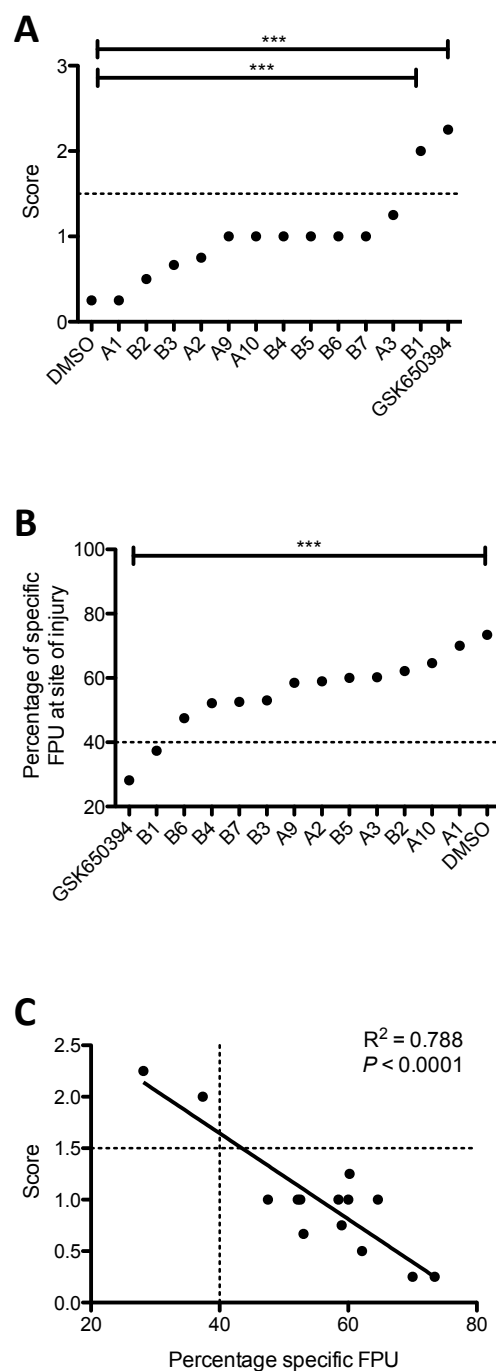 A
***
***
3
2
1
0
Score
DMSO
A1
B2
B3
A2
A9
A10
B4
B5
B6
B7
A3
B1
GSK650394
B
***
100
80
60
40
20
Percentage of specific
FPU at site of injury
GSK650394
B1
B6
B4
B7
B3
A9
A2
B5
A3
B2
A10
A1
DMSO
C
R² = 0.788
P < 0.0001
2.5
2.0
1.5
1.0
0.5
0.0
Score
20 40 60 80
Percentage specific FPU